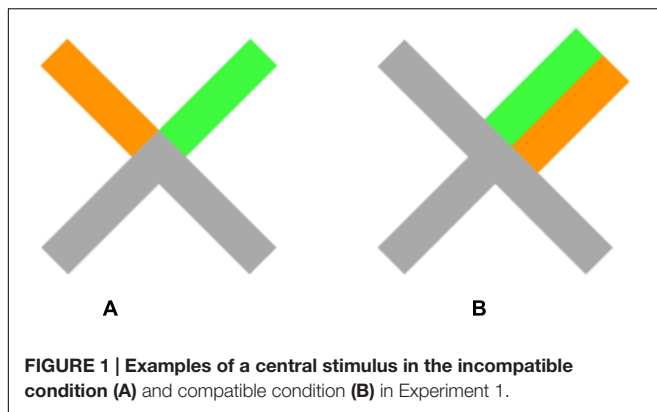 A B
FIGURE 1 | Examples of a central stimulus in the incompatible
condition (A) and compatible condition (B) in Experiment 1.